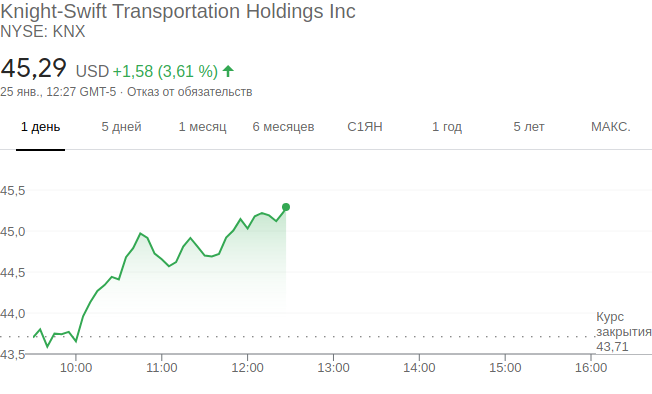 Knight-Swift Transportation Holdings Inc
NYSE: KNX
45,29 USD +1,58 (3,61 %)
25 янв., 12:27 GMT-5 · Отказ от обязательств
1 день 5 дней 1 месяц 6 месяцев С1ЯН 1 год 5 лет МАКС.
45,5
45,0
44,5
44,0
Курс
закрытия
43,71
43,5
10:00 11:00 12:00 13:00 14:00 15:00 16:00